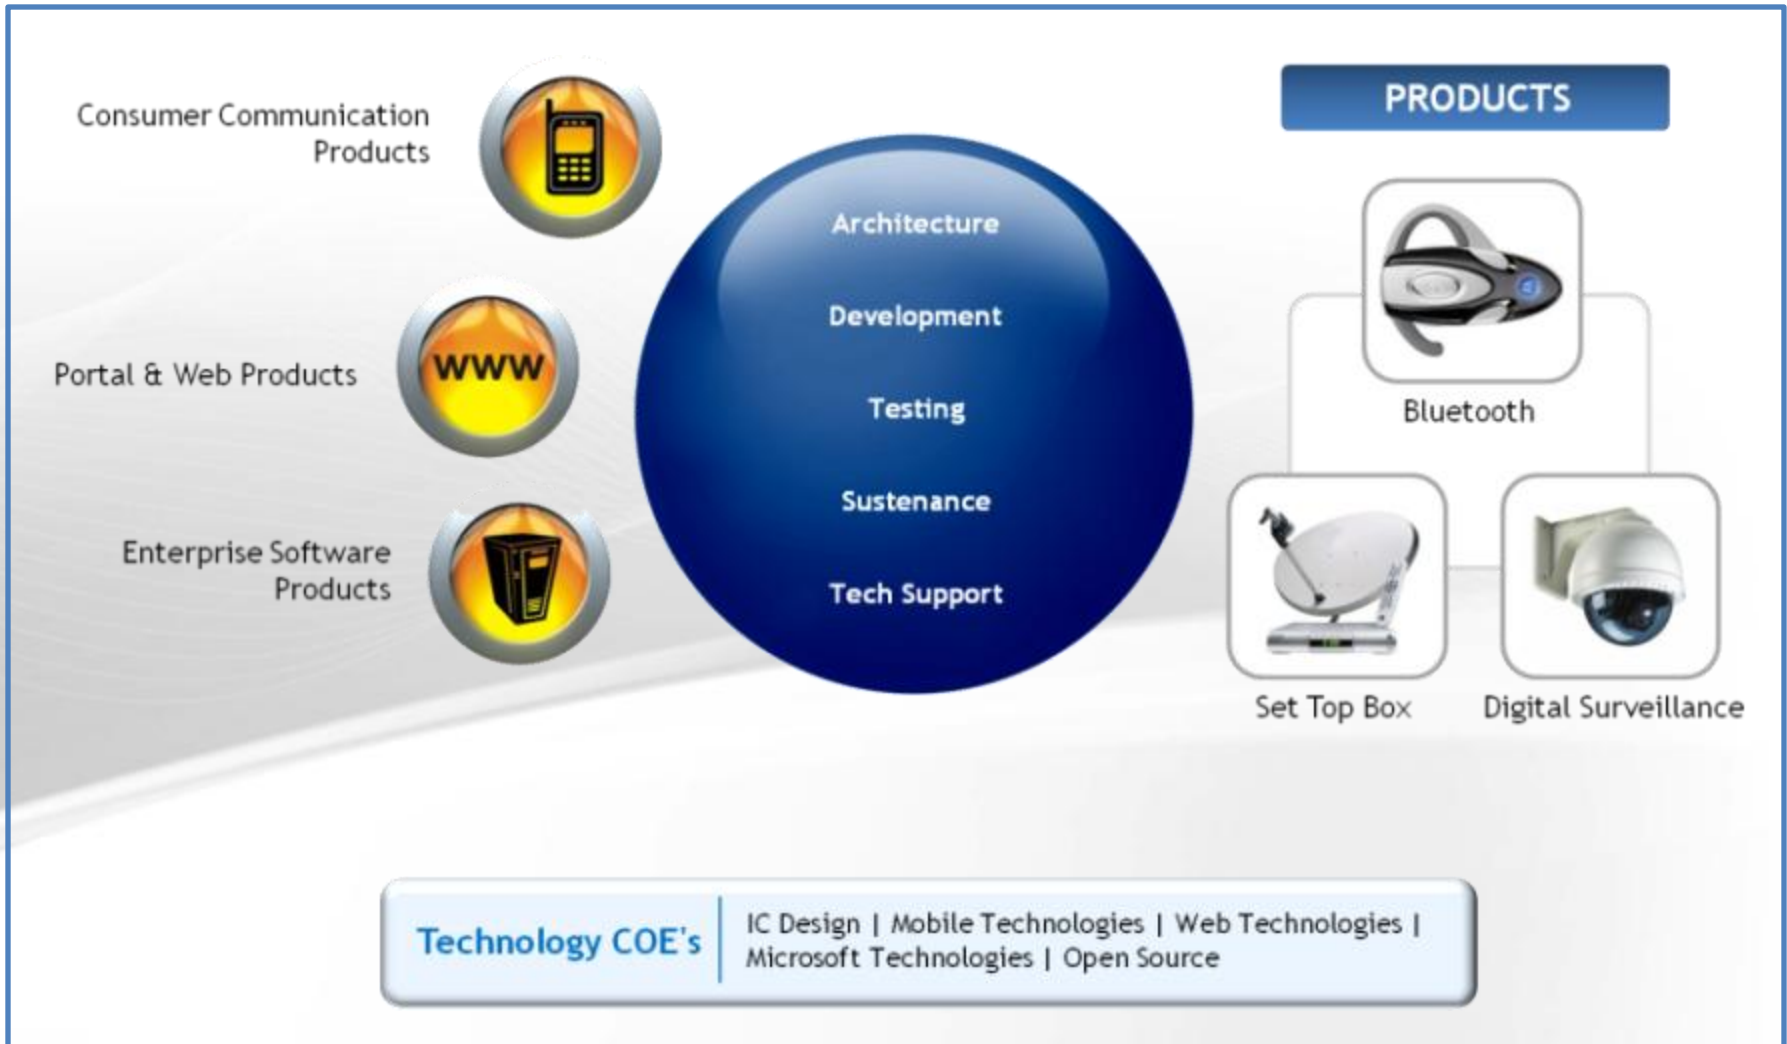 Consumer Communication
Products
Portal & Web Products
WWW
Enterprise Software
Products
Architecture
Development
Testing
Sustenance
Tech Support
PRODUCTS
Bluetooth
Set Top Box
Digital Surveillance
Technology COE's
IC Design | Mobile Technologies | Web Technologies |
Microsoft Technologies | Open Source